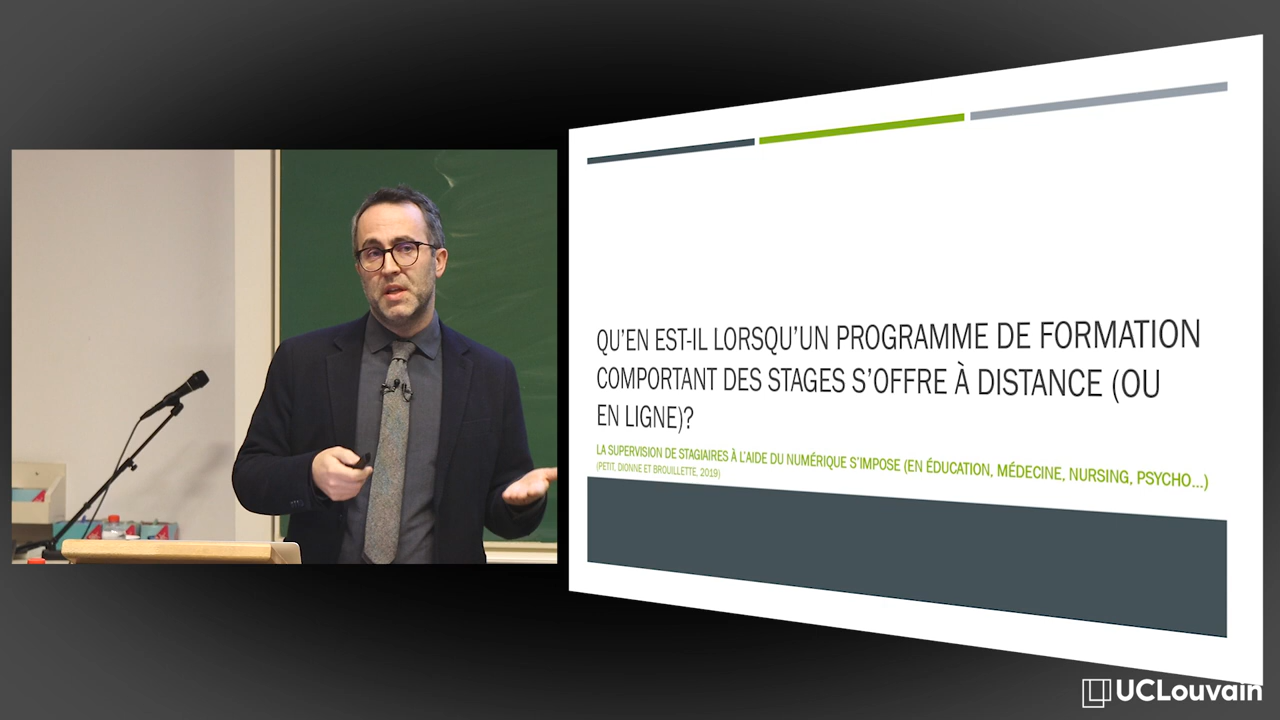 QU'EN EST-IL LORSQU'UN PROGRAMME DE FORMATION
COMPORTANT DES STAGES S'OFFRE À DISTANCE (OU
EN LIGNE)?
LA SUPERVISION DE STAGIAIRES À L'AIDE DU NUMÉRIQUE S'IMPOSE (EN ÉDUCATION, MÉDECINE, NURSING, PSYCHO...)
(PETIT, DIONNE ET BROUILLETTE, 2019)
UCLouvain